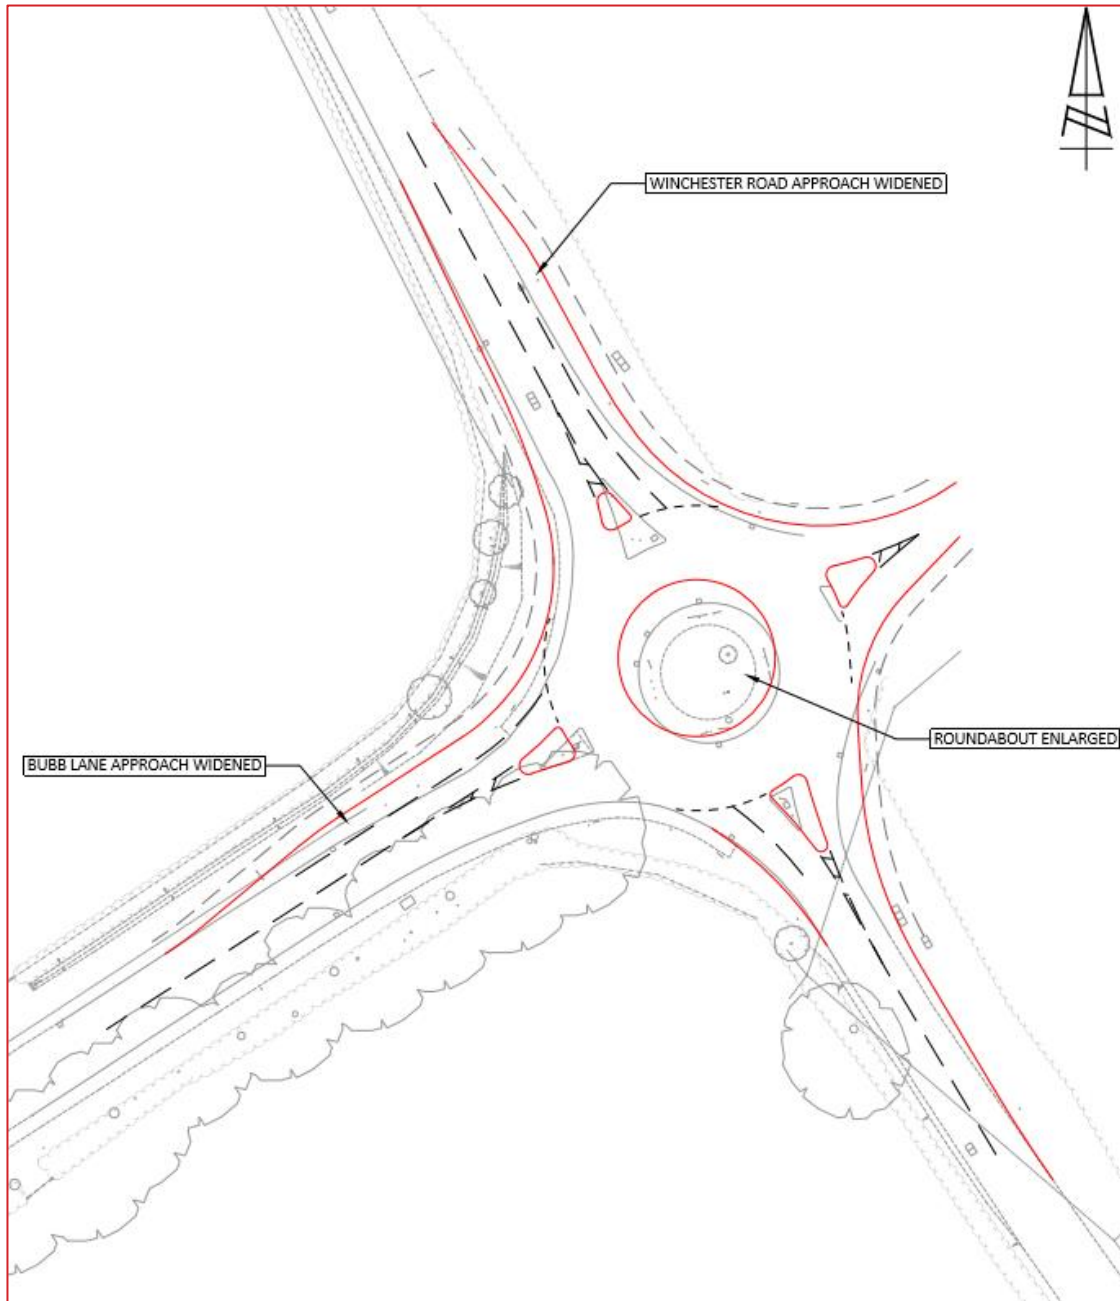 WINCHESTER ROAD APPROACH WIDENED
ROUNDABOUT ENLARGED
BUBB LANE APPROACH WIDENED